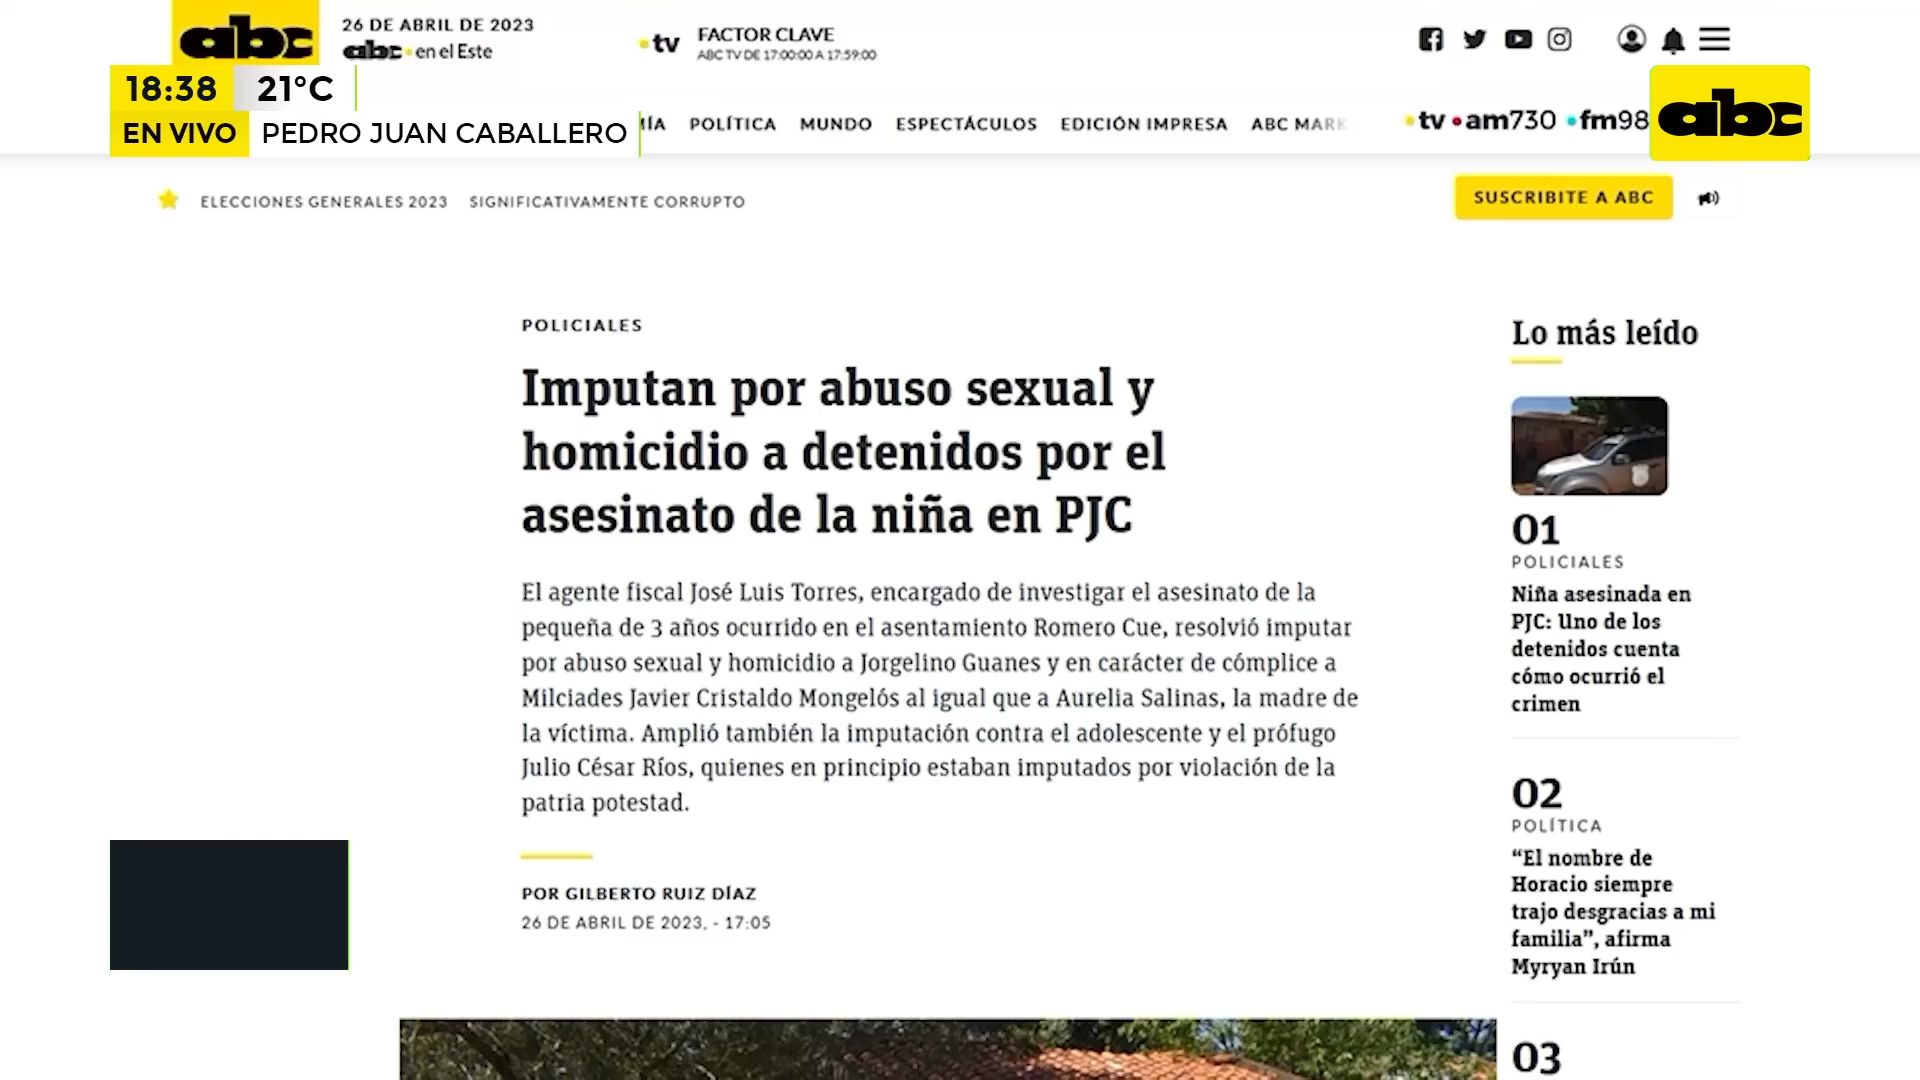 abc
26 DE ABRIL DE 2023
abc en el Este
tv
FACTOR CLAVE
ABC TV DE 17:00:00 A 17:59:00
18:38 21°C
EN VIVO PEDRO JUAN CABALLERO
ÍA POLÍTICA MUNDO ESPECTÁCULOS EDICIÓN IMPRESA ABC MARK
tv am730 fm98
abc
ELECCIONES GENERALES 2023 SIGNIFICATIVAMENTE CORRUPTO
SUSCRIBITE A ABC
POLICIALES
Imputan por abuso sexual y
homicidio a detenidos por el
asesinato de la niña en PJC
El agente fiscal José Luis Torres, encargado de investigar el asesinato de la
pequeña de 3 años ocurrido en el asentamiento Romero Cue, resolvió imputar
por abuso sexual y homicidio a Jorgelino Guanes y en carácter de cómplice a
Milciades Javier Cristaldo Mongelós al igual que a Aurelia Salinas, la madre de
la víctima. Amplió también la imputación contra el adolescente y el prófugo
Julio César Ríos, quienes en principio estaban imputados por violación de la
patria potestad.
POR GILBERTO RUIZ DÍAZ
26 DE ABRIL DE 2023, - 17:05
Lo más leído
01
POLICIALES
Niña asesinada en
PJC: Uno de los
detenidos cuenta
cómo ocurrió el
crimen
02
POLÍTICA
“El nombre de
Horacio siempre
trajo desgracias a mi
familia”, afirma
Myryan Irún
03